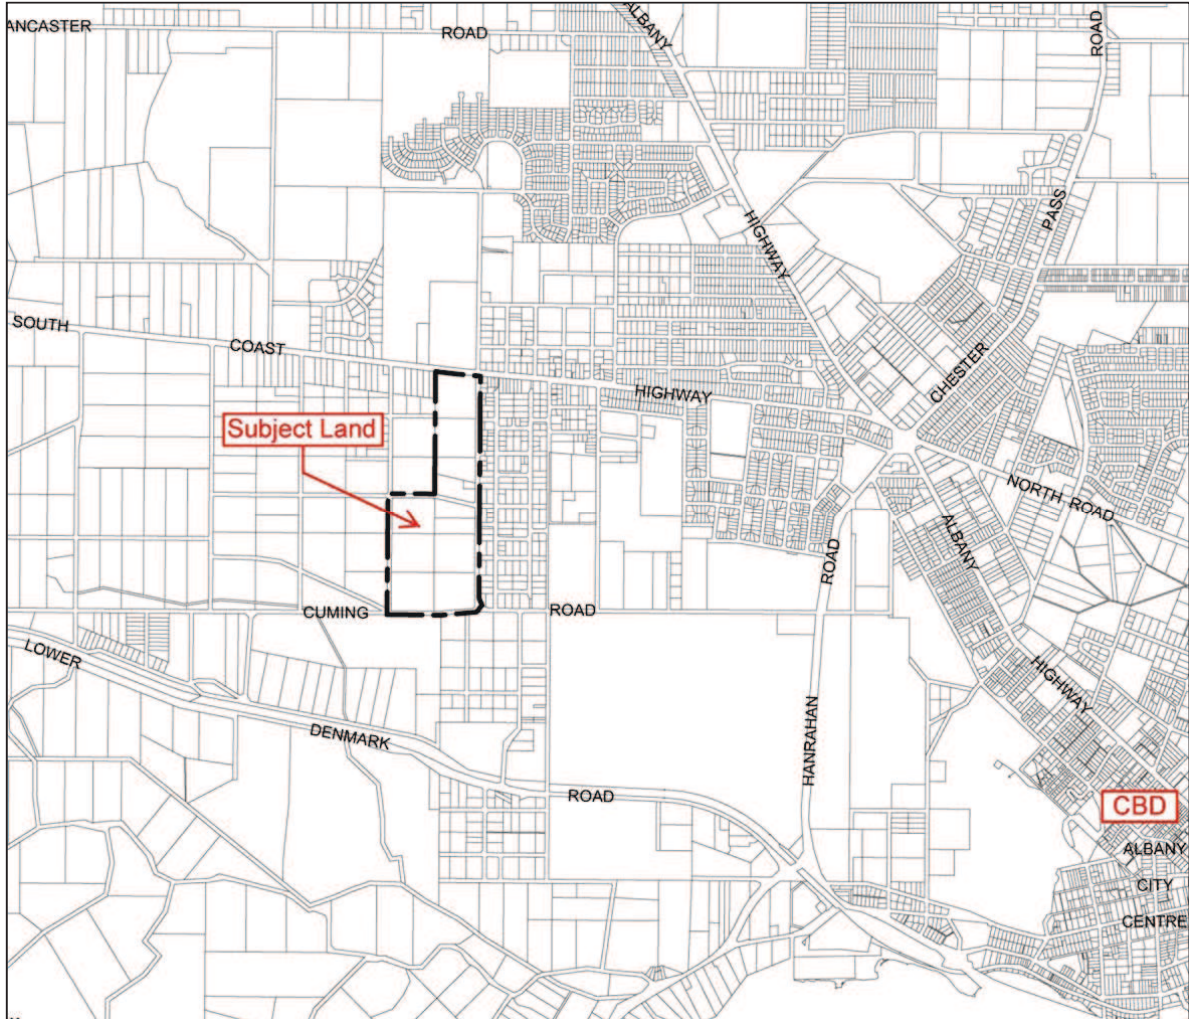 ANCASTER
ROAD
ALBANY
ROAD
HIGHWAY
PASS
SOUTH
COAST
HIGHWAY
CHESTER
Subject Land
NORTH ROAD
ALBANY
ROAD
CUMING
ROAD
LOWER
HIGHWAY
DENMARK
HANRAHAN
ROAD
CBD
ALBANY
CITY
CENTRE